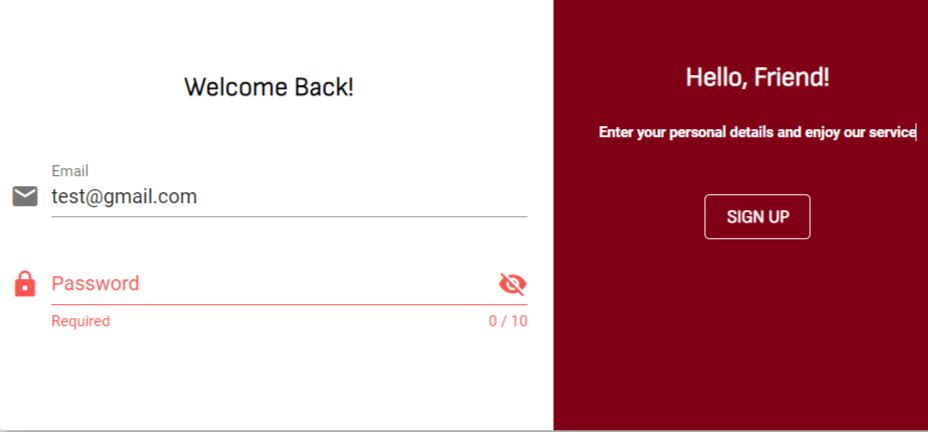 Welcome Back!
Email
test@gmail.com
Password
Required
0 / 10
Hello, Friend!
Enter your personal details and enjoy our service
SIGN UP